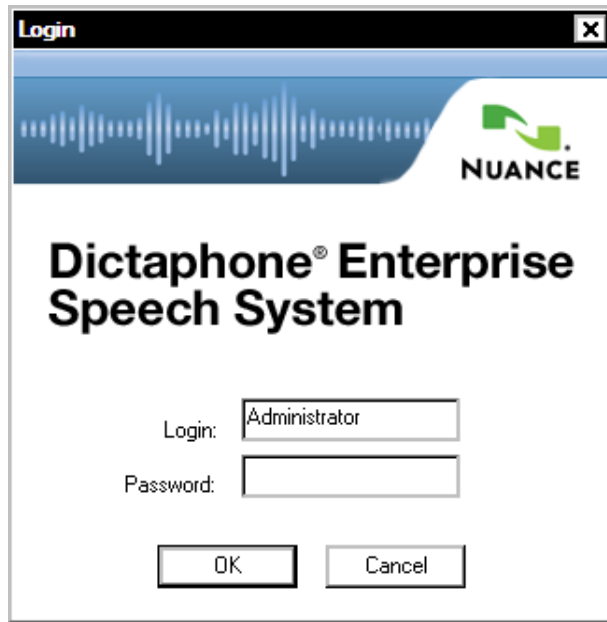 Login
NUANCE
Dictaphone® Enterprise
Speech System
Login: Administrator
Password:
OK Cancel